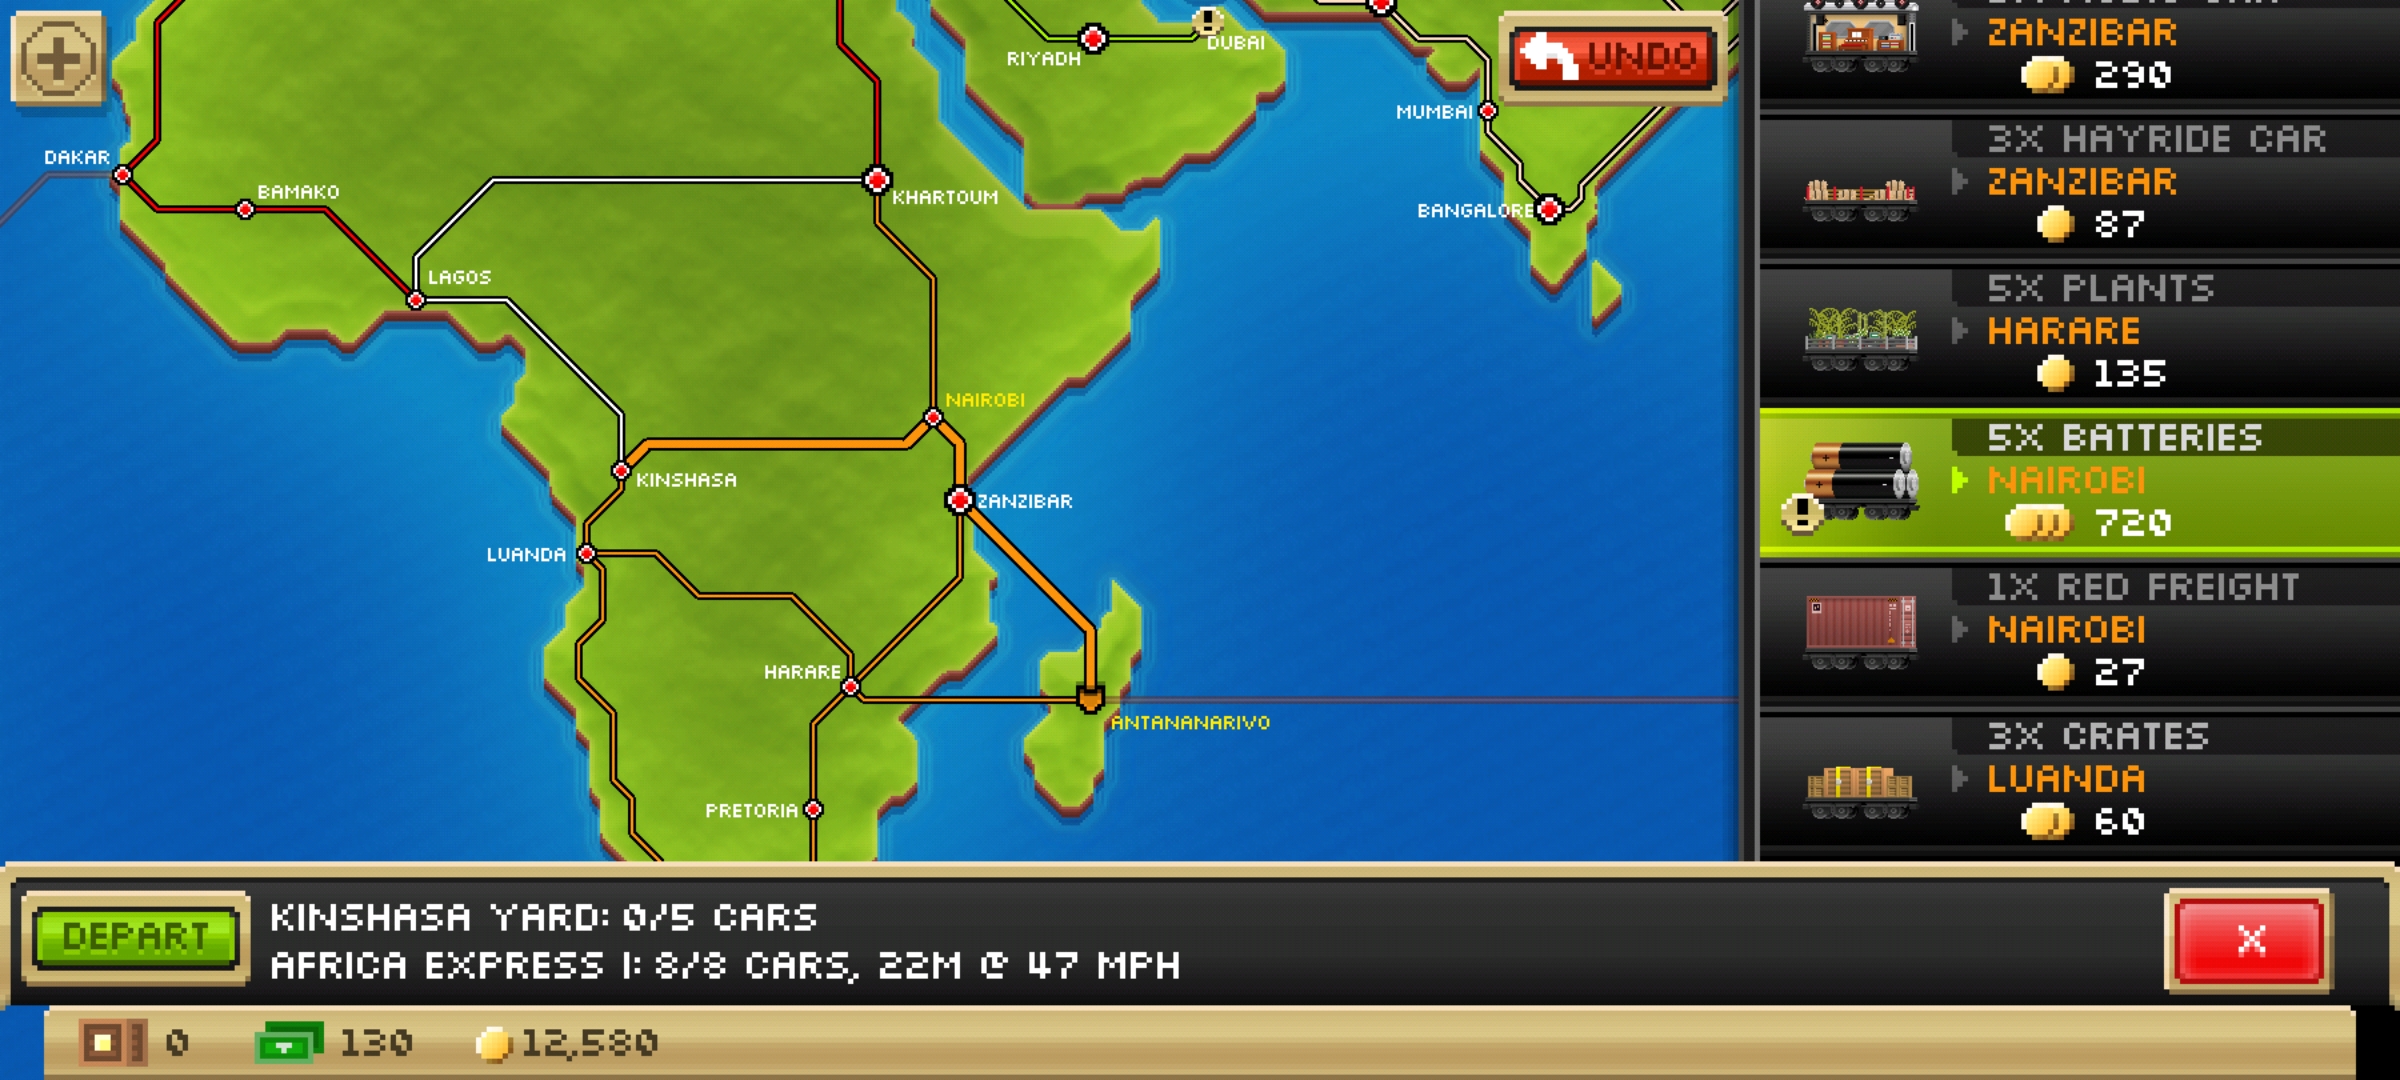 RIYADH
DUBAI
UNDO
MUMBAI
DAKAR
BAMAKO
KHARTOUM
BANGALORE
LAGOS
NAIROBI
KINSHASA
ZANZIBAR
LUANDA
HARARE
ANTANANARIVO
PRETORIA
ZANZIBAR
290
3X HAYRIDE CAR
ZANZIBAR
87
5X PLANTS
HARARE
135
5X BATTERIES
NAIROBI
720
1X RED FREIGHT
NAIROBI
27
3X CRATES
LUANDA
60
DEPART
KINSHASA YARD: 0/5 CARS
AFRICA EXPRESS I: 8/8 CARS, 22M @ 47 MPH
X
0
130
12,580